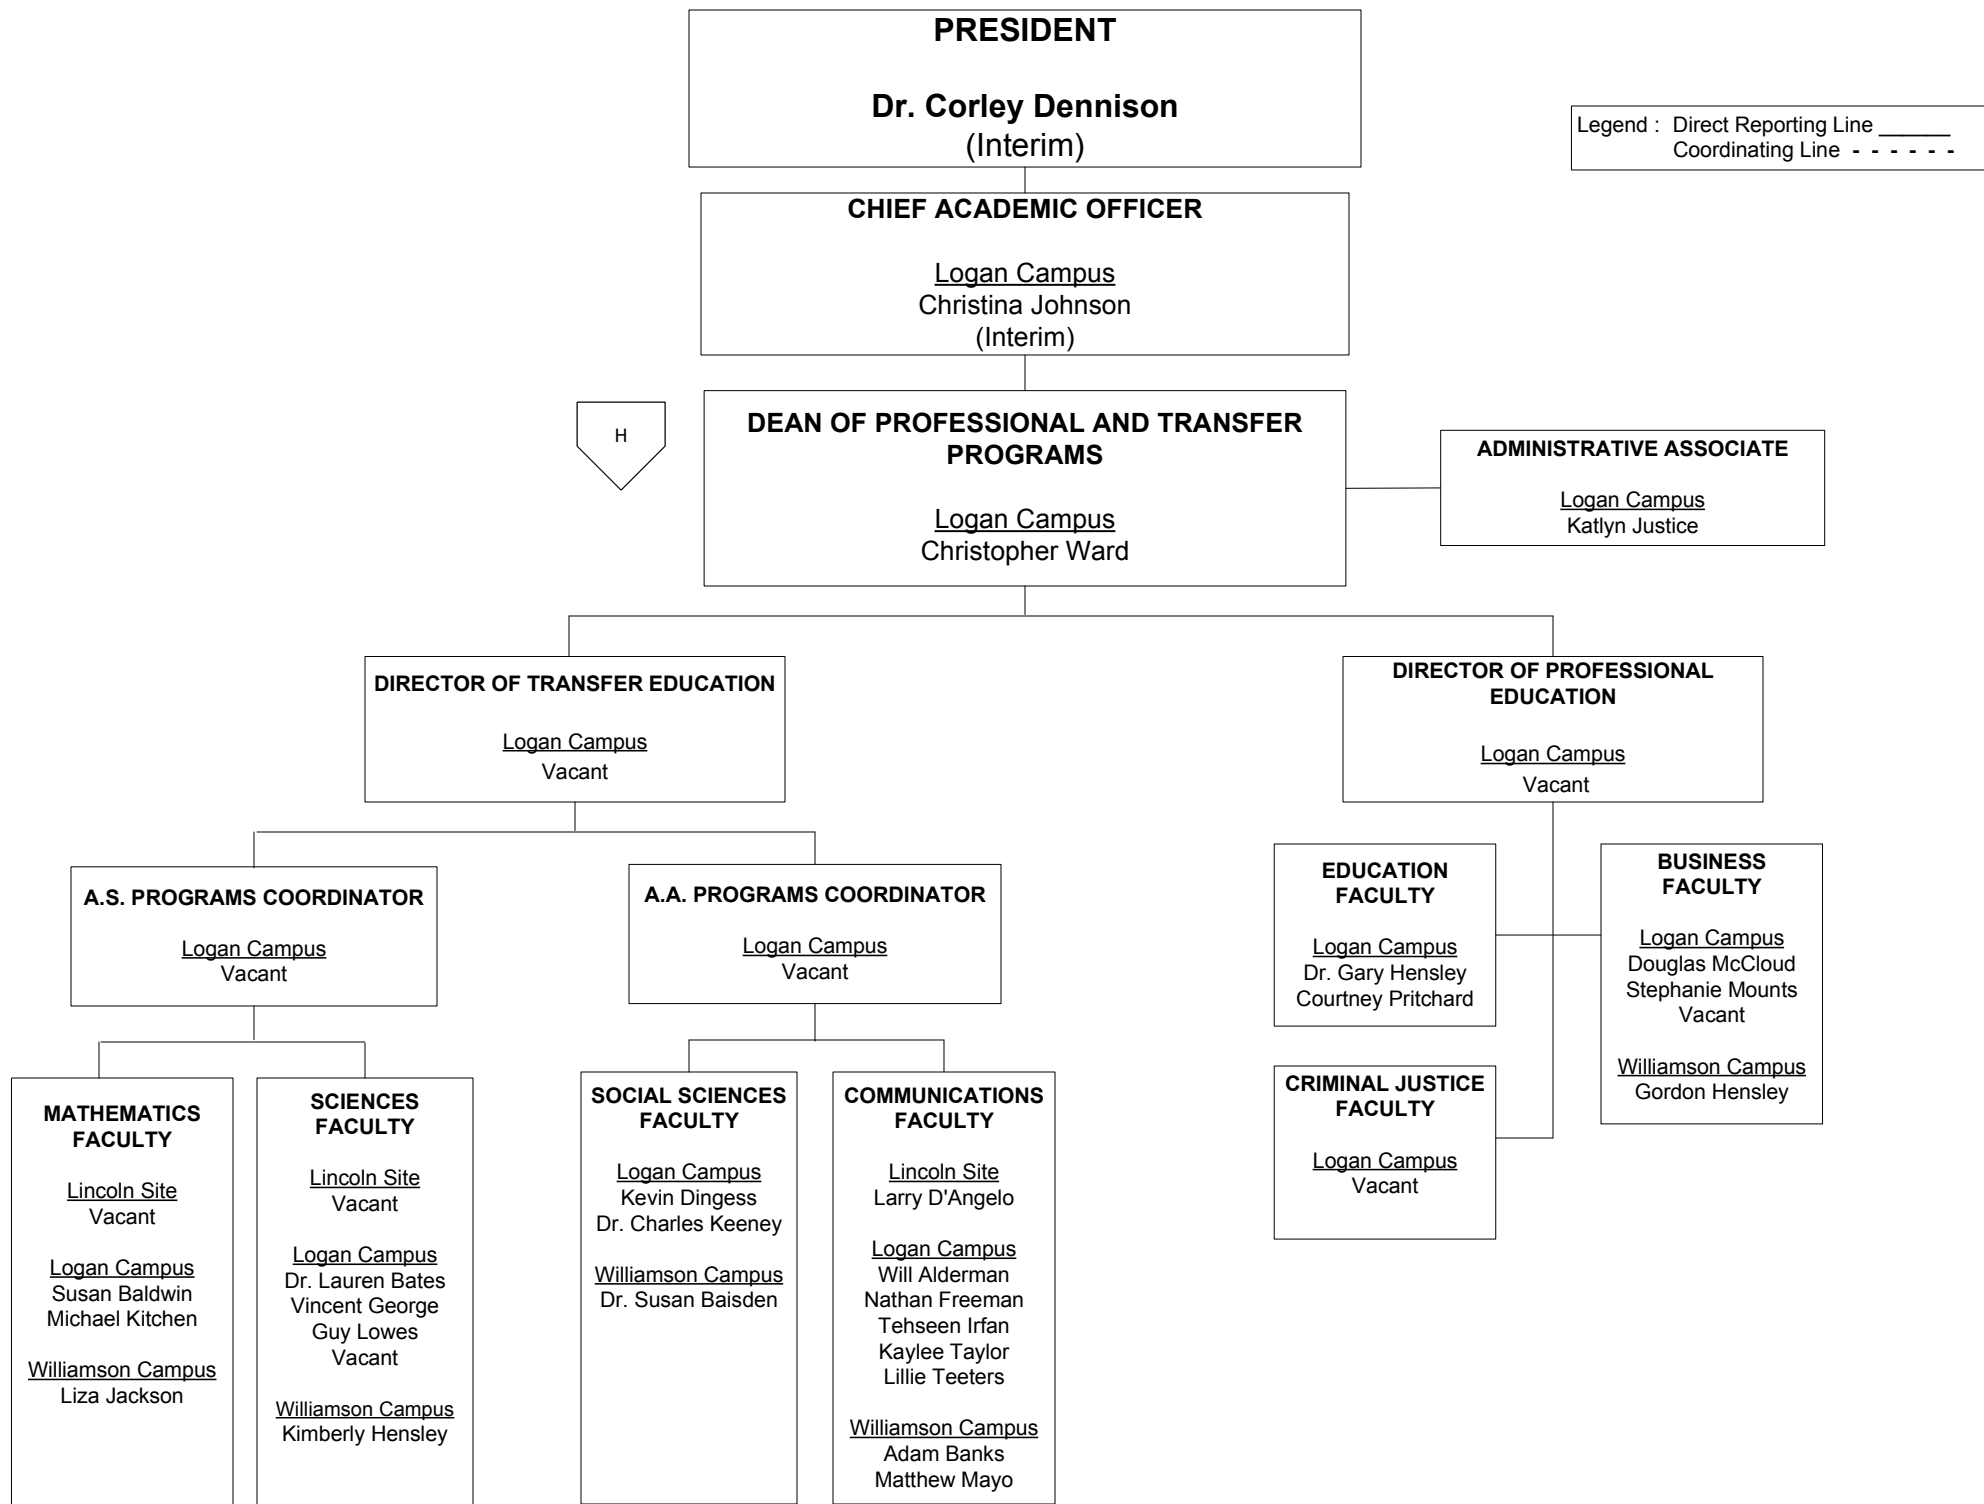 PRESIDENT
Dr. Corley Dennison
(Interim)
Legend : Direct Reporting Line ______
Coordinating Line - - - - - -
CHIEF ACADEMIC OFFICER
Logan Campus
Christina Johnson
(Interim)
H
DEAN OF PROFESSIONAL AND TRANSFER
PROGRAMS
Logan Campus
Christopher Ward
ADMINISTRATIVE ASSOCIATE
Logan Campus
Katlyn Justice
DIRECTOR OF TRANSFER EDUCATION
Logan Campus
Vacant
DIRECTOR OF PROFESSIONAL
EDUCATION
Logan Campus
Vacant
A.S. PROGRAMS COORDINATOR
Logan Campus
Vacant
A.A. PROGRAMS COORDINATOR
Logan Campus
Vacant
EDUCATION
FACULTY
Logan Campus
Dr. Gary Hensley
Courtney Pritchard
BUSINESS
FACULTY
Logan Campus
Douglas McCloud
Stephanie Mounts
Vacant
Williamson Campus
Gordon Hensley
MATHEMATICS
FACULTY
Lincoln Site
Vacant
Logan Campus
Susan Baldwin
Michael Kitchen
Williamson Campus
Liza Jackson
SCIENCES
FACULTY
Lincoln Site
Vacant
Logan Campus
Dr. Lauren Bates
Vincent George
Guy Lowes
Vacant
Williamson Campus
Kimberly Hensley
SOCIAL SCIENCES
FACULTY
Logan Campus
Kevin Dingess
Dr. Charles Keeney
Williamson Campus
Dr. Susan Baisden
COMMUNICATIONS
FACULTY
Lincoln Site
Larry D'Angelo
Logan Campus
Will Alderman
Nathan Freeman
Tehseen Irfan
Kaylee Taylor
Lillie Teeters
Williamson Campus
Adam Banks
Matthew Mayo
CRIMINAL JUSTICE
FACULTY
Logan Campus
Vacant